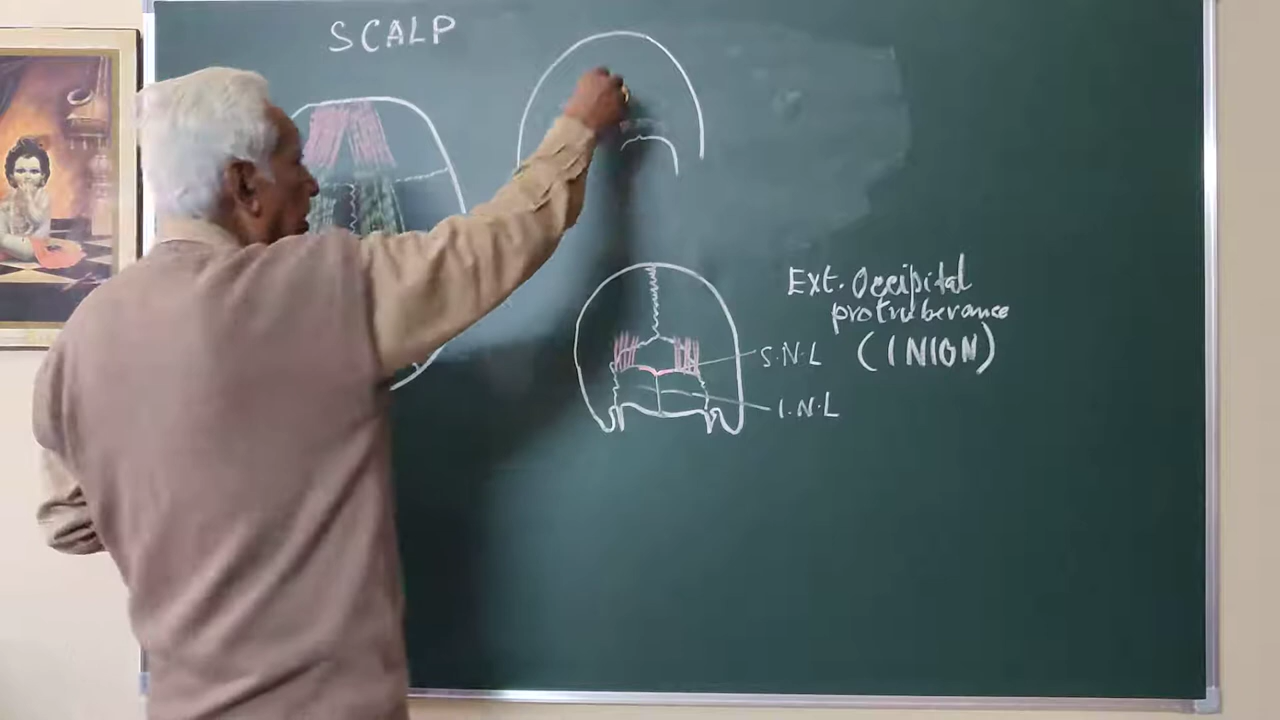 SCALP
Ext. Occipital
protuberance
(INION)
S.N.L
I.N.L